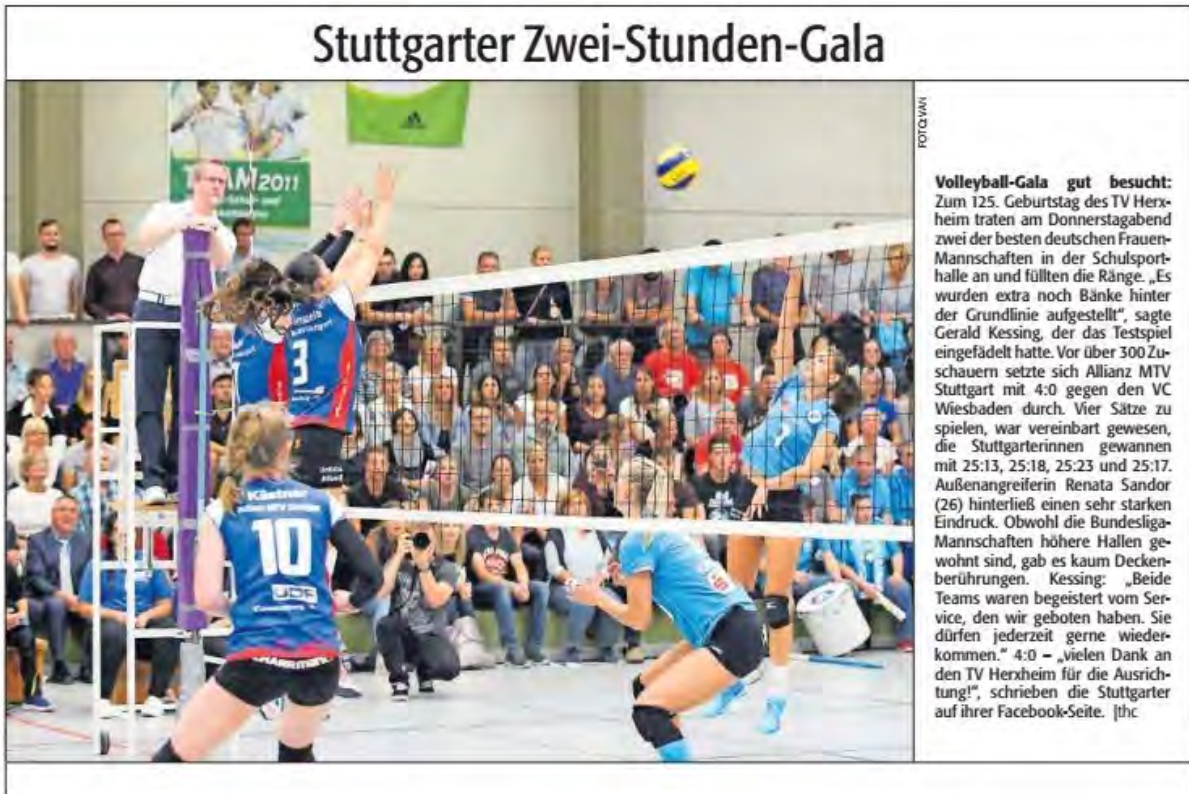 Stuttgarter Zwei-Stunden-Gala
TEAM 2011
3
Kästner
10
FOTO: VAN
Volleyball-Gala gut besucht:
Zum 125. Geburtstag des TV Herx-
heim traten am Donnerstagabend
zwei der besten deutschen Frauen-
Mannschaften in der Schulsport-
halle an und füllten die Ränge. „Es
wurden extra noch Bänke hinter
der Grundlinie aufgestellt“, sagte
Gerald Kessing, der das Testspiel
eingefädelt hatte. Vor über 300 Zu-
schauern setzte sich Allianz MTV
Stuttgart mit 4:0 gegen den VC
Wiesbaden durch. Vier Sätze zu
spielen, war vereinbart gewesen,
die Stuttgarterinnen gewannen
mit 25:13, 25:18, 25:23 und 25:17.
Außenangreiferin Renata Sandor
(26) hinterließ einen sehr starken
Eindruck. Obwohl die Bundesliga-
Mannschaften höhere Hallen ge-
wohnt sind, gab es kaum Decken-
berührungen. Kessing: „Beide
Teams waren begeistert vom Ser-
vice, den wir geboten haben. Sie
dürfen jederzeit gerne wieder-
kommen.“ 4:0 – „vielen Dank an
den TV Herxheim für die Ausrich-
tung!“, schrieben die Stuttgarter
auf ihrer Facebook-Seite. |thc